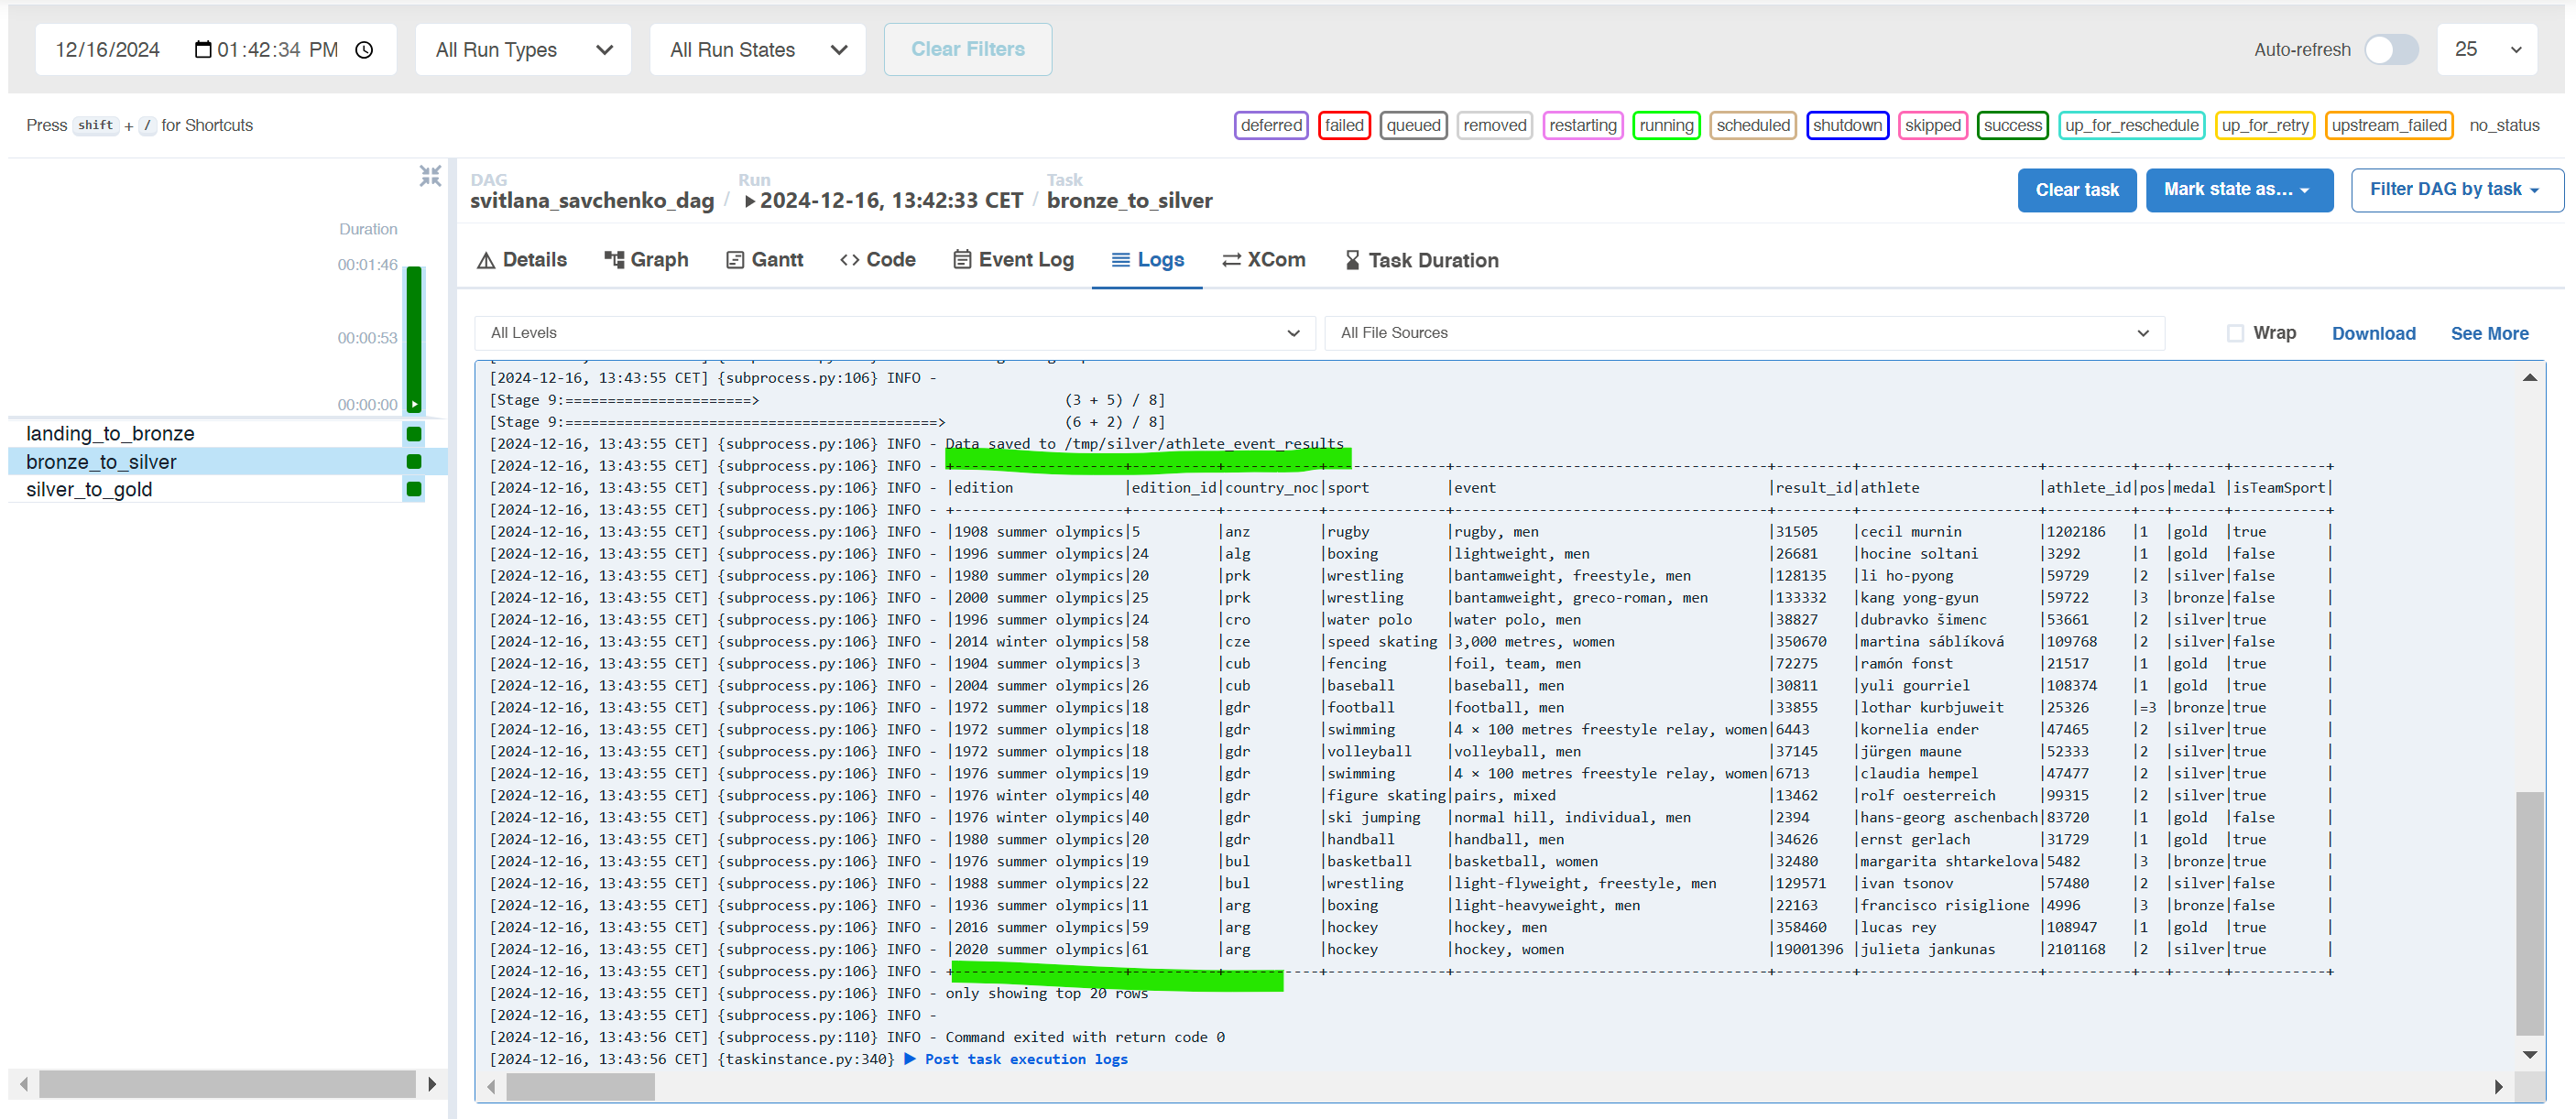 12/16/2024 01:42:34 PM All Run Types All Run States Clear Filters Auto-refresh 25
Press shift + / for Shortcuts deferred failed queued removed restarting running scheduled shutdown skipped success up_for_reschedule up_for_retry upstream_failed no_status
DAG Run Task
svitlana_savchenko_dag / 2024-12-16, 13:42:33 CET / bronze_to_silver Clear task Mark state as... Filter DAG by task
Duration
00:01:46
00:00:53
00:00:00
landing_to_bronze
bronze_to_silver
silver_to_gold
Details Graph Gantt Code Event Log Logs XCom Task Duration
All Levels All File Sources Wrap Download See More
[2024-12-16, 13:43:55 CET] {subprocess.py:106} INFO -
[Stage 9:======================> (3 + 5) / 8]
[Stage 9:============================================> (6 + 2) / 8]
[2024-12-16, 13:43:55 CET] {subprocess.py:106} INFO - Data saved to /tmp/silver/athlete_event_results
[2024-12-16, 13:43:55 CET] {subprocess.py:106} INFO - +---------------------+----------+-----------+--------------+-------------------------------------+---------+---------------------+----------+---+------+-----------+
[2024-12-16, 13:43:55 CET] {subprocess.py:106} INFO - |edition |edition_id|country_noc|sport |event |result_id|athlete |athlete_id|pos|medal |isTeamSport|
[2024-12-16, 13:43:55 CET] {subprocess.py:106} INFO - +---------------------+----------+-----------+--------------+-------------------------------------+---------+---------------------+----------+---+------+-----------+
[2024-12-16, 13:43:55 CET] {subprocess.py:106} INFO - |1908 summer olympics|5 |anz |rugby |rugby, men |31505 |cecil murnin |1202186 |1 |gold |true |
[2024-12-16, 13:43:55 CET] {subprocess.py:106} INFO - |1996 summer olympics|24 |alg |boxing |lightweight, men |26681 |hocine soltani |3292 |1 |gold |false |
[2024-12-16, 13:43:55 CET] {subprocess.py:106} INFO - |1980 summer olympics|20 |prk |wrestling |bantamweight, freestyle, men |128135 |li ho-pyong |59729 |2 |silver|false |
[2024-12-16, 13:43:55 CET] {subprocess.py:106} INFO - |2000 summer olympics|25 |prk |wrestling |bantamweight, greco-roman, men |133332 |kang yong-gyun |59722 |3 |bronze|false |
[2024-12-16, 13:43:55 CET] {subprocess.py:106} INFO - |1996 summer olympics|24 |cro |water polo |water polo, men |38827 |dubravko šimenc |53661 |2 |silver|true |
[2024-12-16, 13:43:55 CET] {subprocess.py:106} INFO - |2014 winter olympics|58 |cze |speed skating |3,000 metres, women |350670 |martina sáblíková |109768 |2 |silver|false |
[2024-12-16, 13:43:55 CET] {subprocess.py:106} INFO - |1904 summer olympics|3 |cub |fencing |foil, team, men |72275 |ramón fonst |21517 |1 |gold |true |
[2024-12-16, 13:43:55 CET] {subprocess.py:106} INFO - |2004 summer olympics|26 |cub |baseball |baseball, men |30811 |yuli gourriel |108374 |1 |gold |true |
[2024-12-16, 13:43:55 CET] {subprocess.py:106} INFO - |1972 summer olympics|18 |gdr |football |football, men |33855 |lothar kurbjuweit |25326 |=3 |bronze|true |
[2024-12-16, 13:43:55 CET] {subprocess.py:106} INFO - |1972 summer olympics|18 |gdr |swimming |4 × 100 metres freestyle relay, women|6443 |kornelia ender |47465 |2 |silver|true |
[2024-12-16, 13:43:55 CET] {subprocess.py:106} INFO - |1972 summer olympics|18 |gdr |volleyball |volleyball, men |37145 |jürgen maune |52333 |2 |silver|true |
[2024-12-16, 13:43:55 CET] {subprocess.py:106} INFO - |1976 summer olympics|19 |gdr |swimming |4 × 100 metres freestyle relay, women|6713 |claudia hempel |47477 |2 |silver|true |
[2024-12-16, 13:43:55 CET] {subprocess.py:106} INFO - |1976 winter olympics|40 |gdr |figure skating|pairs, mixed |13462 |rolf oesterreich |99315 |2 |silver|true |
[2024-12-16, 13:43:55 CET] {subprocess.py:106} INFO - |1976 winter olympics|40 |gdr |ski jumping |normal hill, individual, men |2394 |hans-georg aschenbach|83720 |1 |gold |false |
[2024-12-16, 13:43:55 CET] {subprocess.py:106} INFO - |1980 summer olympics|20 |gdr |handball |handball, men |34626 |ernst gerlach |31729 |1 |gold |true |
[2024-12-16, 13:43:55 CET] {subprocess.py:106} INFO - |1976 summer olympics|19 |bul |basketball |basketball, women |32480 |margarita shtarkelova|5482 |3 |bronze|true |
[2024-12-16, 13:43:55 CET] {subprocess.py:106} INFO - |1988 summer olympics|22 |bul |wrestling |light-flyweight, freestyle, men |129571 |ivan tsonov |57480 |2 |silver|false |
[2024-12-16, 13:43:55 CET] {subprocess.py:106} INFO - |1936 summer olympics|11 |arg |boxing |light-heavyweight, men |22163 |francisco risiglione |4996 |3 |bronze|false |
[2024-12-16, 13:43:55 CET] {subprocess.py:106} INFO - |2016 summer olympics|59 |arg |hockey |hockey, men |358460 |lucas rey |108947 |1 |gold |true |
[2024-12-16, 13:43:55 CET] {subprocess.py:106} INFO - |2020 summer olympics|61 |arg |hockey |hockey, women |19001396 |julieta jankunas |2101168 |2 |silver|true |
[2024-12-16, 13:43:55 CET] {subprocess.py:106} INFO - +---------------------+----------+-----------+--------------+-------------------------------------+---------+---------------------+----------+---+------+-----------+
[2024-12-16, 13:43:55 CET] {subprocess.py:106} INFO - only showing top 20 rows
[2024-12-16, 13:43:55 CET] {subprocess.py:106} INFO -
[2024-12-16, 13:43:56 CET] {subprocess.py:110} INFO - Command exited with return code 0
[2024-12-16, 13:43:56 CET] {taskinstance.py:340} ▶ Post task execution logs